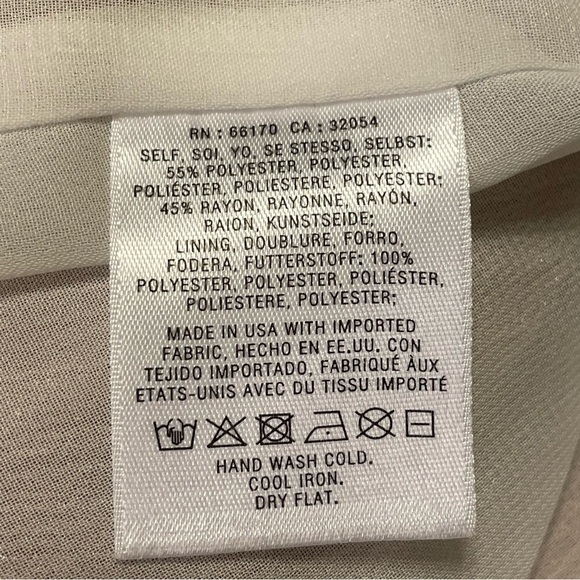 RN : 66170 CA : 32054
SELF, SOI, YO, SE STESSO, SELBST:
55% POLYESTER, POLYESTER,
POLIÉSTER, POLIESTERE, POLYESTER;
45% RAYON, RAYONNE, RAYÓN,
RAION, KUNSTSEIDE;
LINING, DOUBLURE, FORRO,
FODERA, FUTTERSTOFF: 100%
POLYESTER, POLYESTER, POLIÉSTER,
POLIESTERE, POLYESTER;
MADE IN USA WITH IMPORTED
FABRIC, HECHO EN EE.UU. CON
TEJIDO IMPORTADO, FABRIQUÉ AUX
ETATS-UNIS AVEC DU TISSU IMPORTÉ
HAND WASH COLD.
COOL IRON.
DRY FLAT.